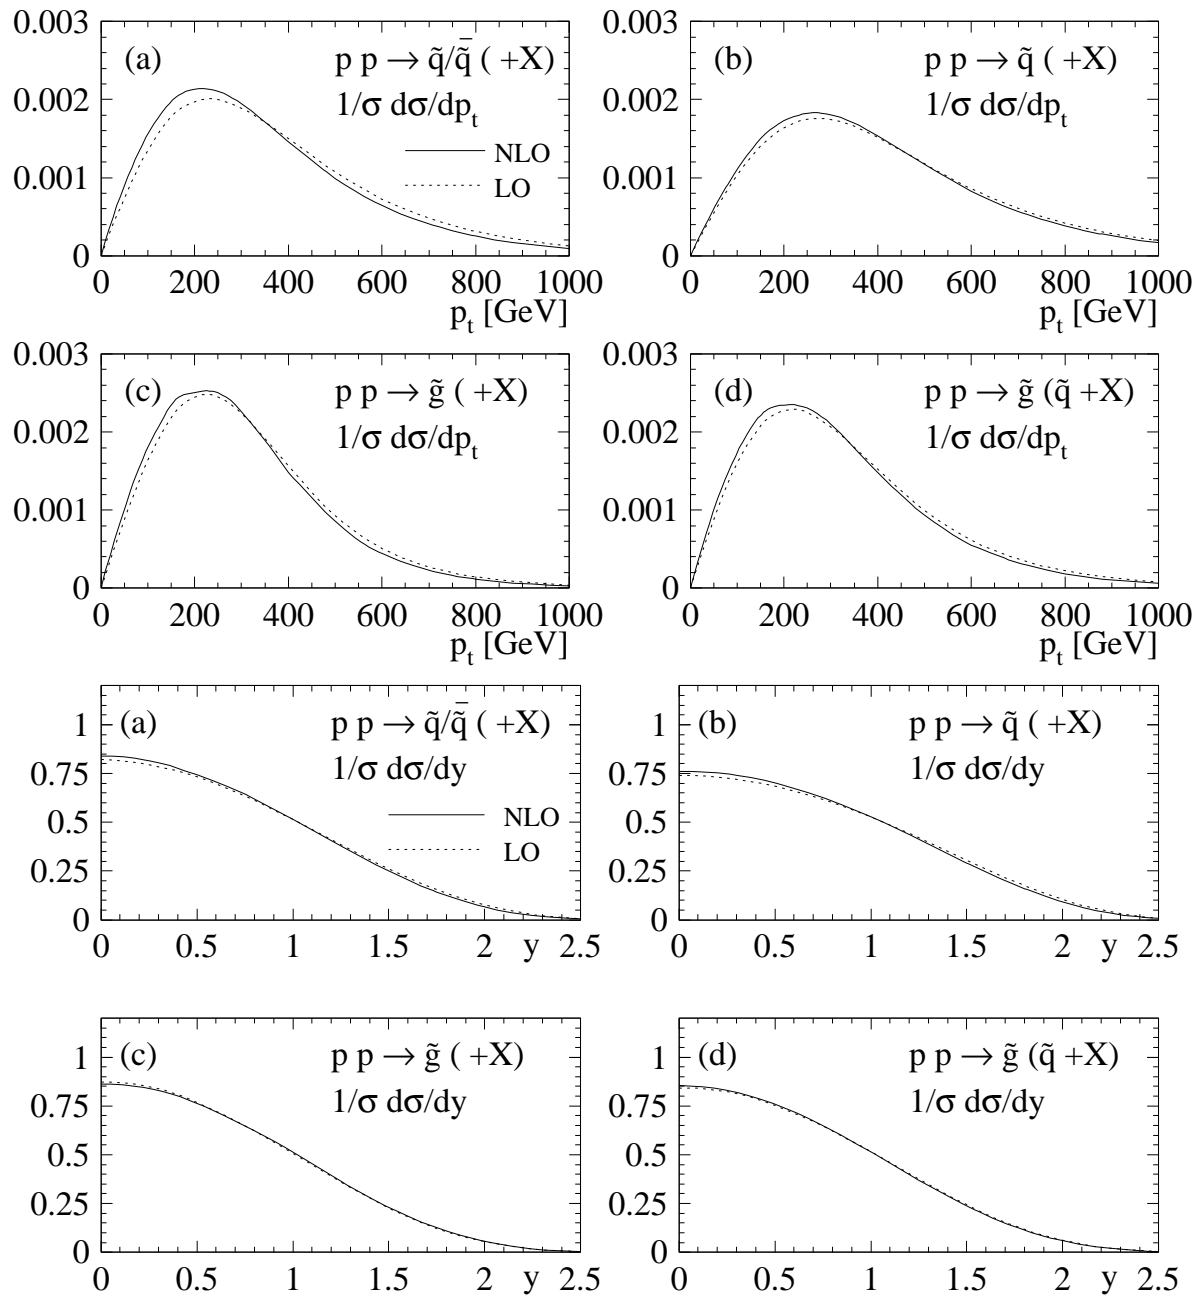 (a) p p → q̃/q̃̄ ( +X)
1/σ dσ/dp_t
NLO
LO
0.003
0.002
0.001
0
0 200 400 600 800 1000
p_t [GeV]
(b) p p → q̃ ( +X)
1/σ dσ/dp_t
0.003
0.002
0.001
0
0 200 400 600 800 1000
p_t [GeV]
(c) p p → g̃ ( +X)
1/σ dσ/dp_t
0.003
0.002
0.001
0
0 200 400 600 800 1000
p_t [GeV]
(d) p p → g̃ (q̃ +X)
1/σ dσ/dp_t
0.003
0.002
0.001
0
0 200 400 600 800 1000
p_t [GeV]
(a) p p → q̃/q̃̄ ( +X)
1/σ dσ/dy
NLO
LO
1
0.75
0.5
0.25
0
0 0.5 1 1.5 2 y 2.5
(b) p p → q̃ ( +X)
1/σ dσ/dy
1
0.75
0.5
0.25
0
0 0.5 1 1.5 2 y 2.5
(c) p p → g̃ ( +X)
1/σ dσ/dy
1
0.75
0.5
0.25
0
0 0.5 1 1.5 2 y 2.5
(d) p p → g̃ (q̃ +X)
1/σ dσ/dy
1
0.75
0.5
0.25
0
0 0.5 1 1.5 2 y 2.5